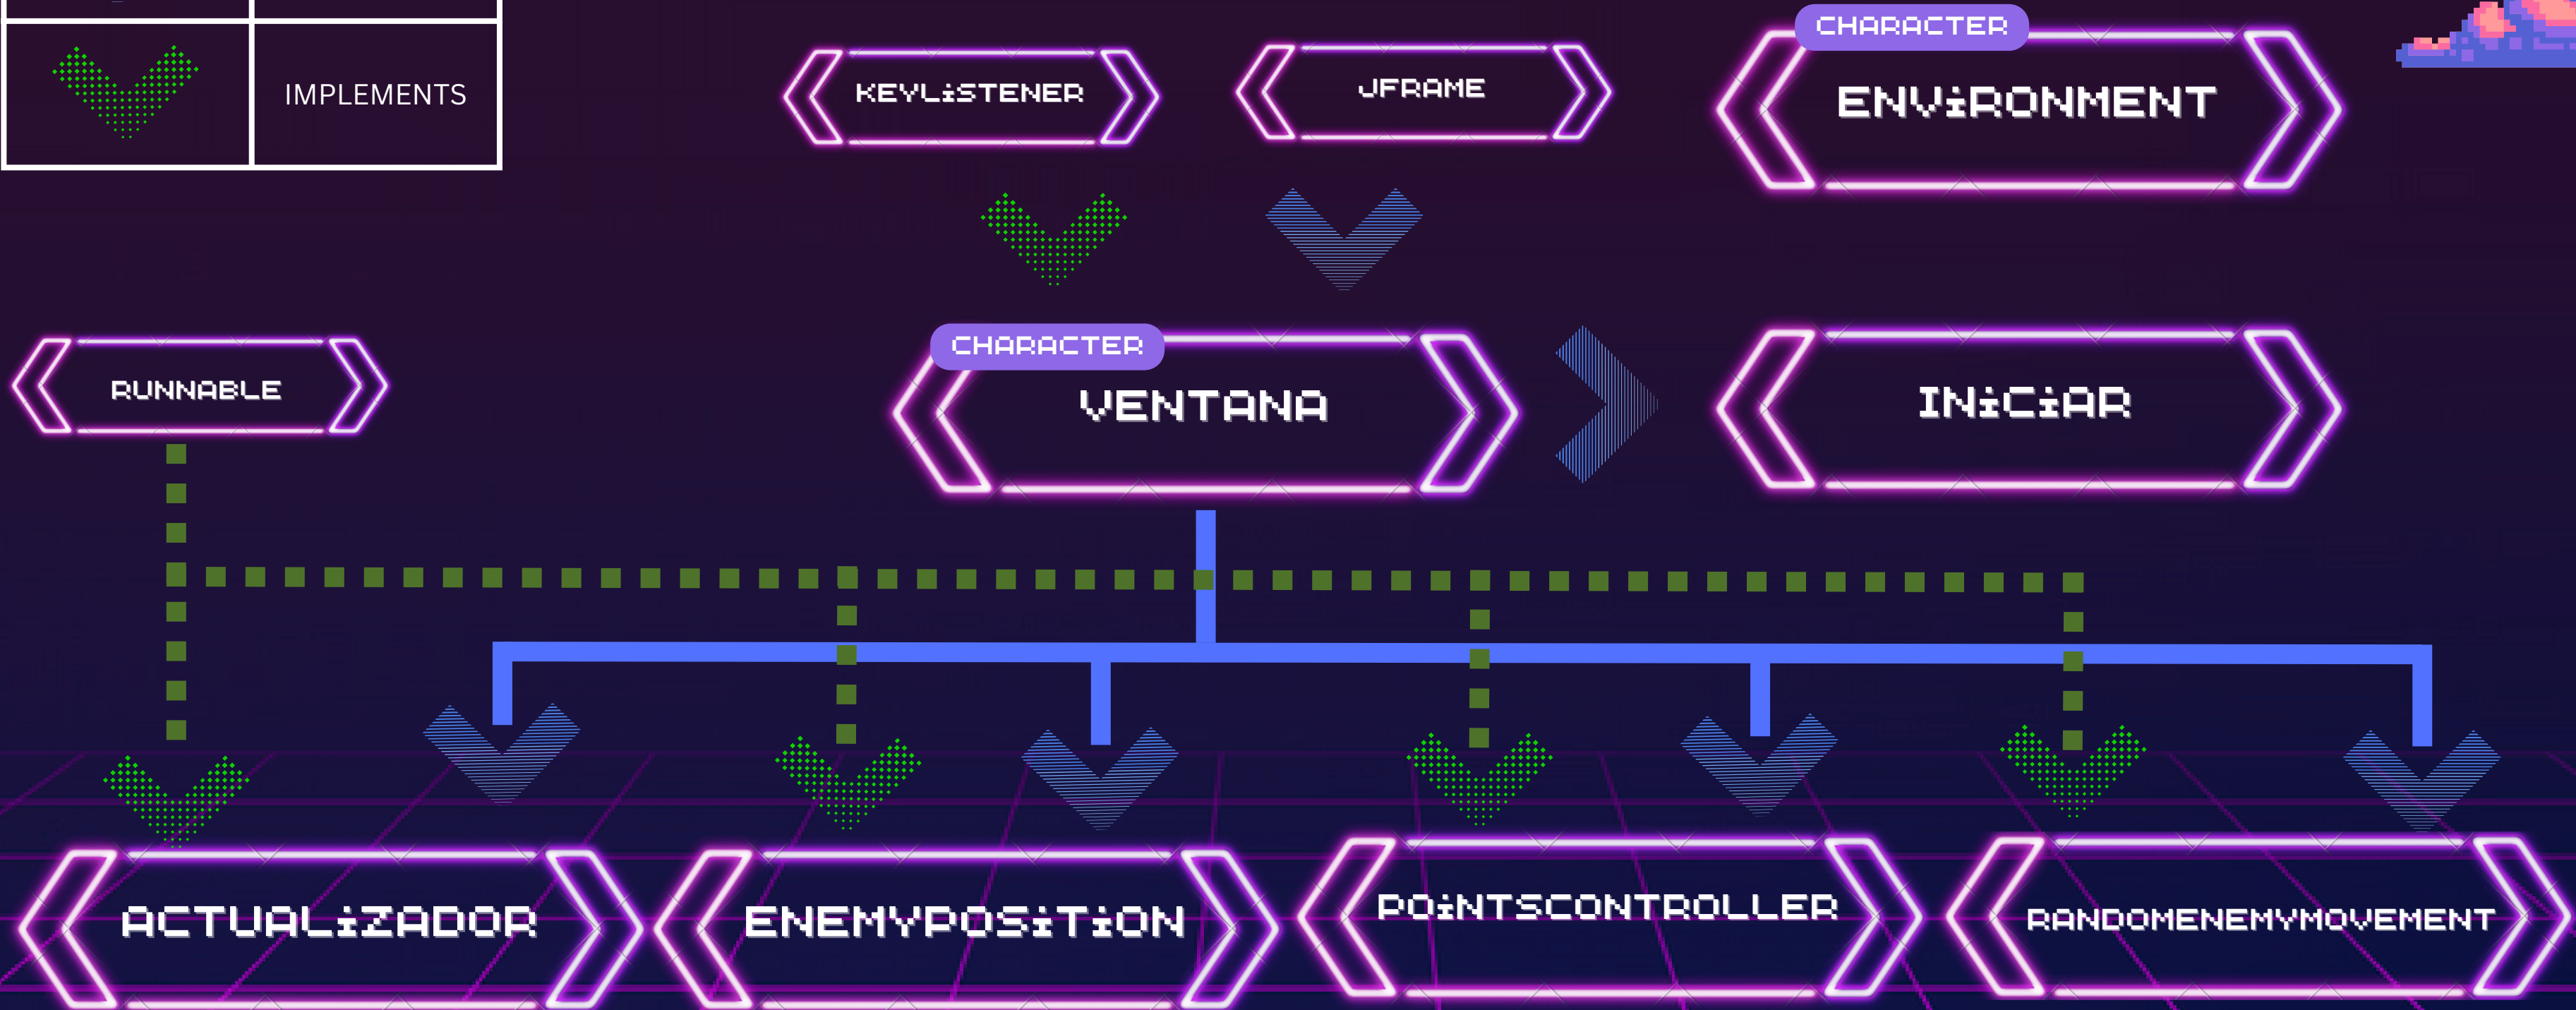 CHARACTER
IMPLEMENTS
KEYLiSTENER
JFRAME
ENViRONMENT
CHARACTER
RUNNABLE
VENTANA
INiCiAR
ACTUALiZADOR
ENEMYPOSiTiON
POiNTSCONTROLLER
RANDOMENEMYMOVEMENT